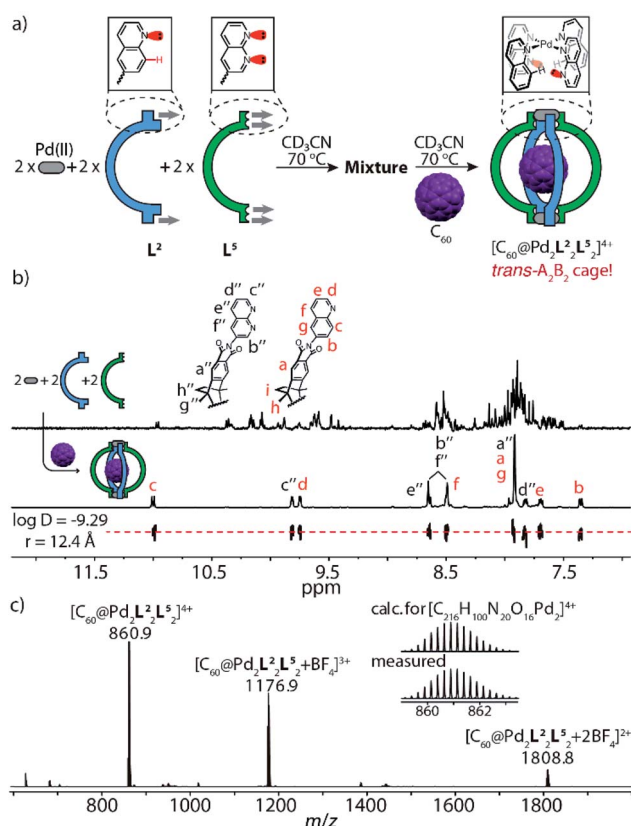 a)
N
H
N
N
N
Pd
N
N
N
H
H
Pd(II)
2 x + 2 x + 2 x
CD₃CN
70 °C
Mixture
CD₃CN
70 °C
L²
L⁵
C₆₀
[C₆₀@Pd₂L²₂L⁵₂]⁴⁺
trans-A₂B₂ cage!
b)
d'' c''
e''
f''
N
N
b''
O N O
a''
h''
g''
e d
f
N
g c
b
O N O
a
i
h
2 + 2 + 2
c
c'' d
e''
b''
f''
f
a''
a
g
d'' e
b
log D = -9.29
r = 12.4 Å
11.5 10.5 9.5 8.5 7.5
ppm
c)
[C₆₀@Pd₂L²₂L⁵₂]⁴⁺
860.9
[C₆₀@Pd₂L²₂L⁵₂+BF₄]³⁺
1176.9
calc.for [C₂₁₆H₁₀₀N₂₀O₁₆Pd₂]⁴⁺
measured
860 862
[C₆₀@Pd₂L²₂L⁵₂+2BF₄]²⁺
1808.8
800 1000 1200 1400 1600 1800
m/z